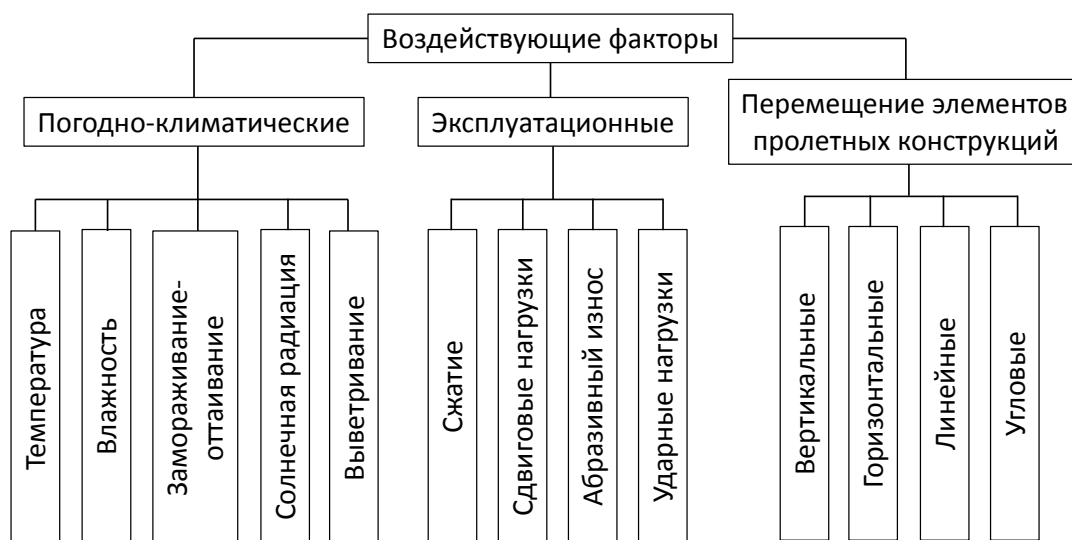 Воздействующие факторы
Погодно-климатические
Эксплуатационные
Перемещение элементов
пролетных конструкций
Температура
Влажность
Замораживание-
оттаивание
Солнечная радиация
Выветривание
Сжатие
Сдвиговые нагрузки
Абразивный износ
Ударные нагрузки
Вертикальные
Горизонтальные
Линейные
Угловые